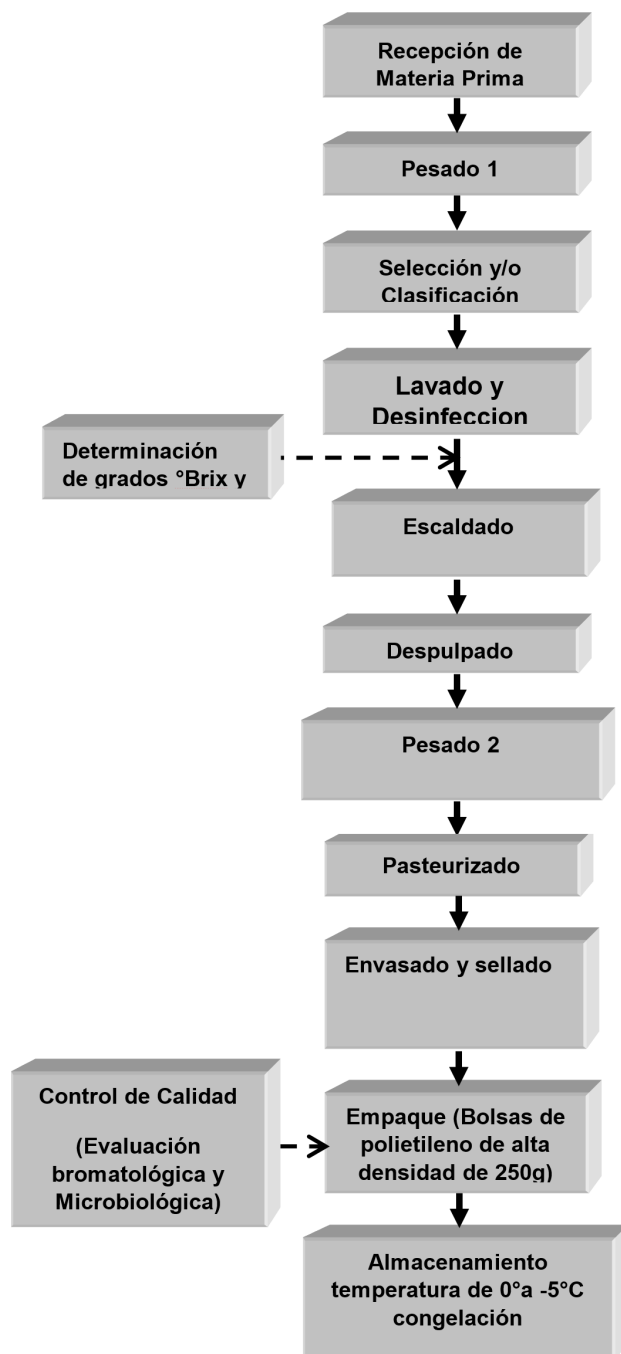 Recepción de
Materia Prima
Pesado 1
Selección y/o
Clasificación
Lavado y
Desinfeccion
Determinación
de grados °Brix y
Escaldado
Despulpado
Pesado 2
Pasteurizado
Envasado y sellado
Control de Calidad
(Evaluación
bromatológica y
Microbiológica)
Empaque (Bolsas de
polietileno de alta
densidad de 250g)
Almacenamiento
temperatura de 0°a -5°C
congelación